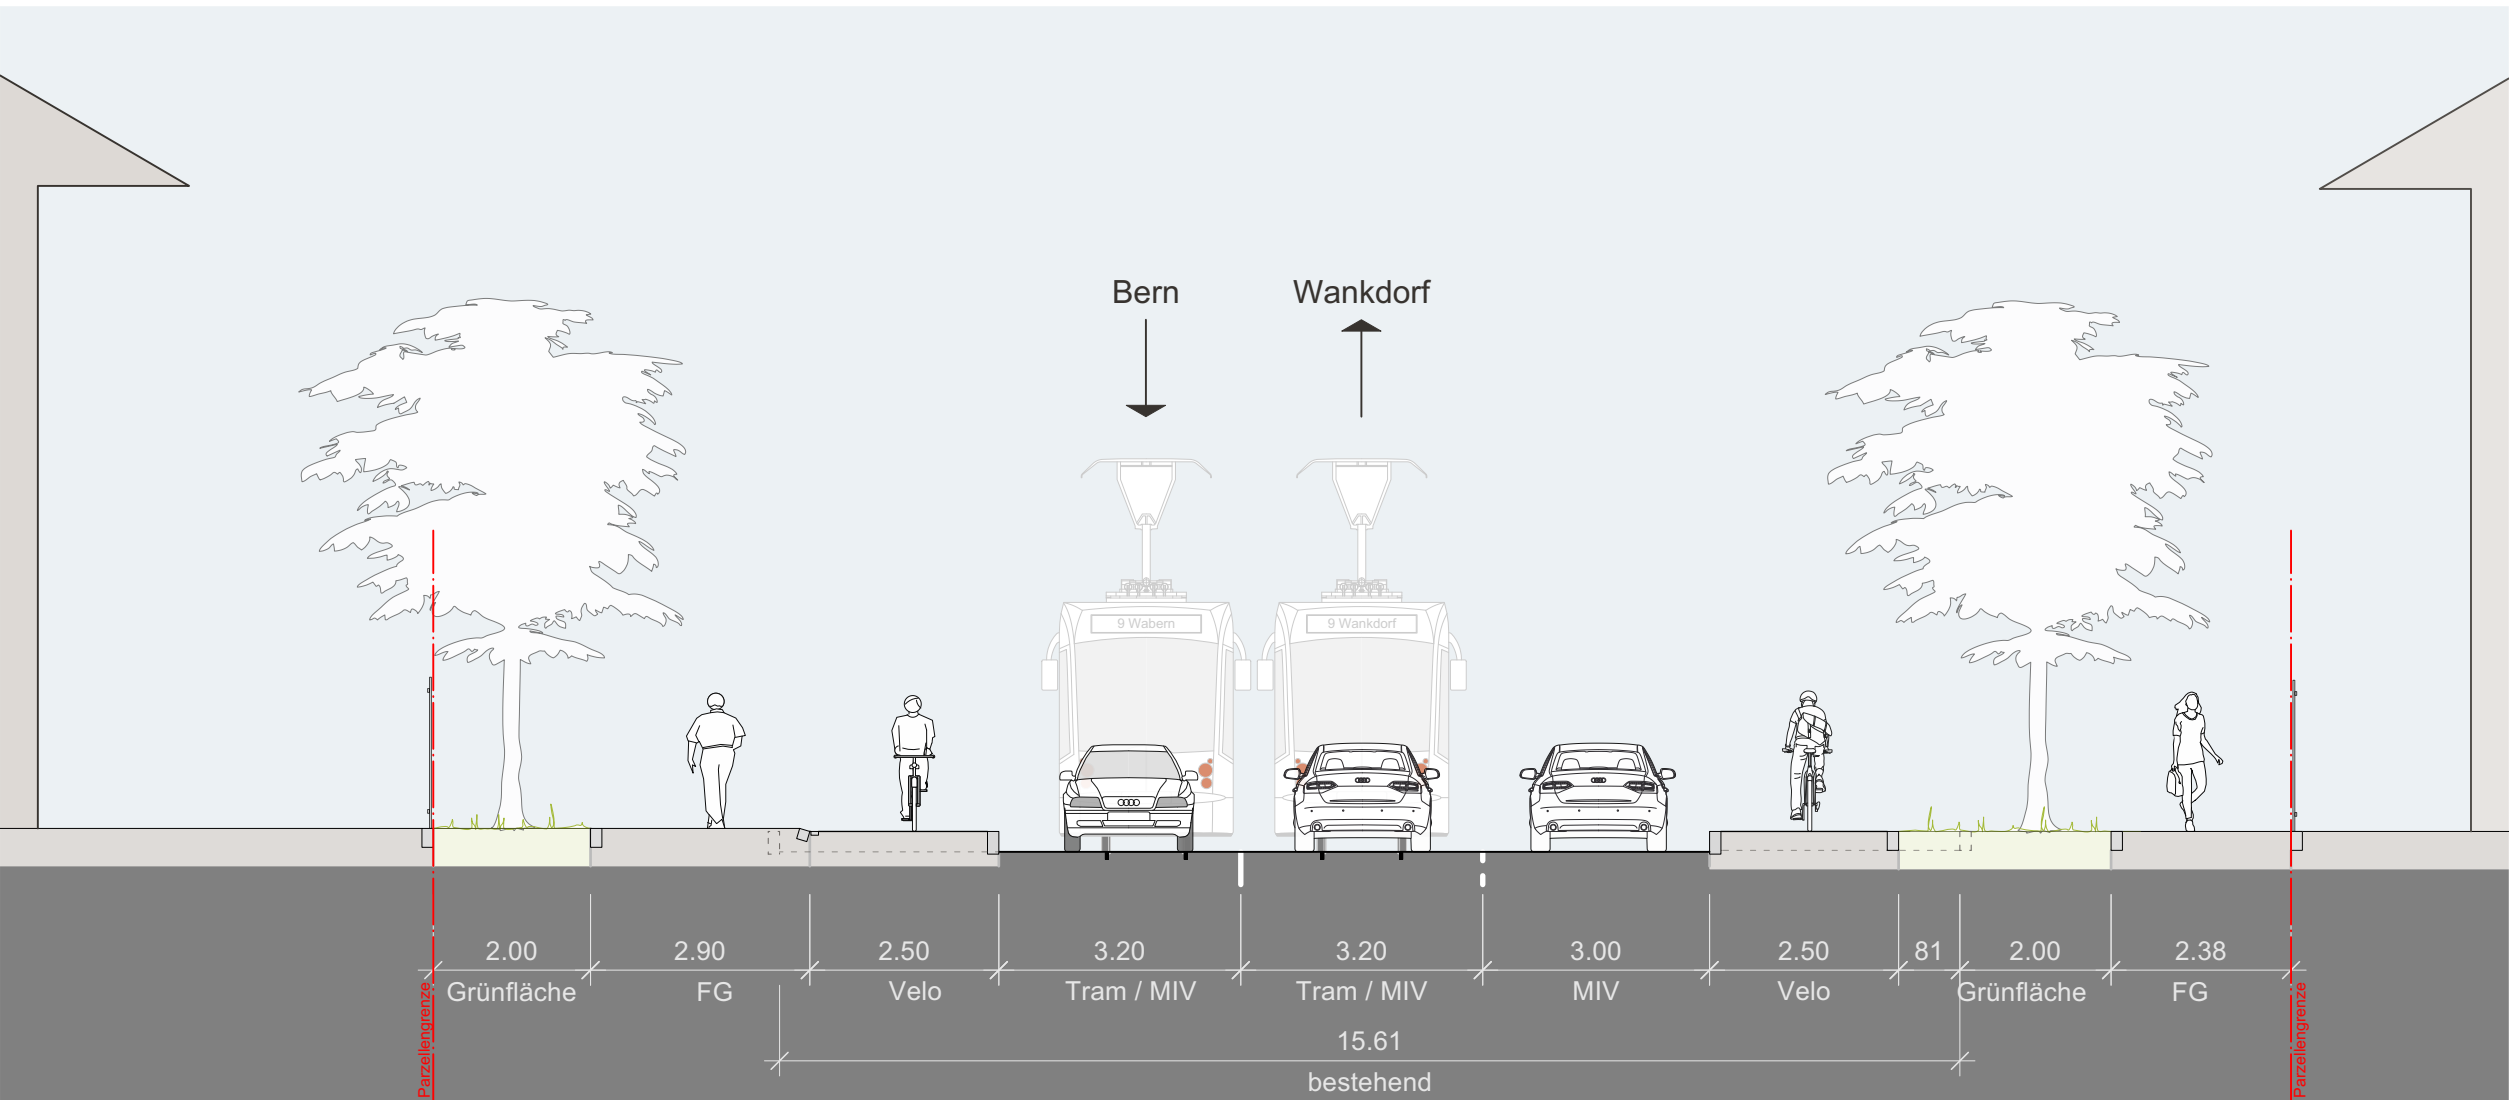 Bern
Wankdorf
9 Wabern
9 Wankdorf
2.00
2.90
2.50
3.20
3.20
3.00
2.50
81
2.00
2.38
Grünfläche
FG
Velo
Tram / MIV
Tram / MIV
MIV
Velo
Grünfläche
FG
Parzellengrenze
Parzellengrenze
15.61
bestehend